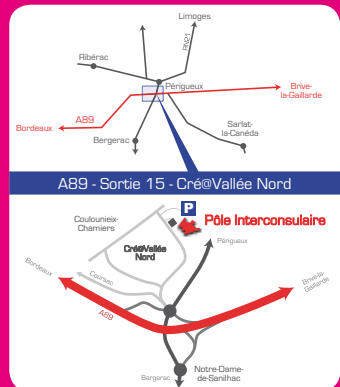 Limoges
RN21
Ribérac
Périgueux
Brive-
la-Gaillarde
A89
Bordeaux
Sarlat-
la-Canéda
Bergerac
A89 - Sortie 15 - Cré@Vallée Nord
P
Coulounieix-
Chamiers
Pôle Interconsulaire
Cré@Vallée
Nord
Périgueux
Bordeaux
Coursac
Brive-la-
Gaillarde
A89
Notre-Dame-
de-Sanilhac
Bergerac